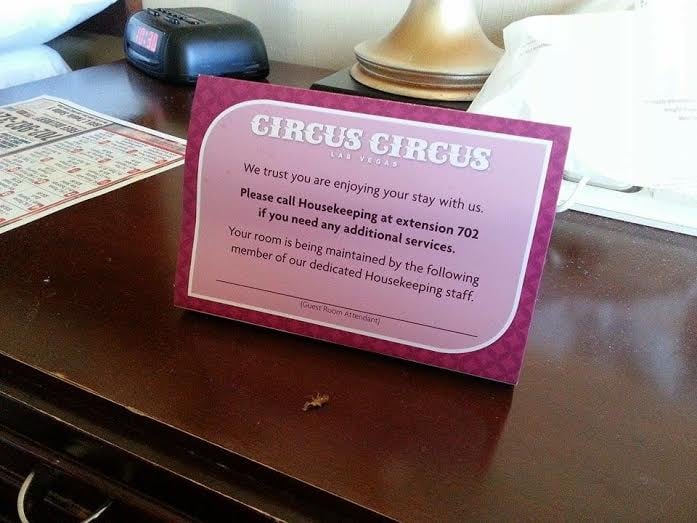 10:30
CIRCUS CIRCUS
LAS VEGAS
We trust you are enjoying your stay with us.
Please call Housekeeping at extension 702
if you need any additional services.
Your room is being maintained by the following
member of our dedicated Housekeeping staff.
(Guest Room Attendant)